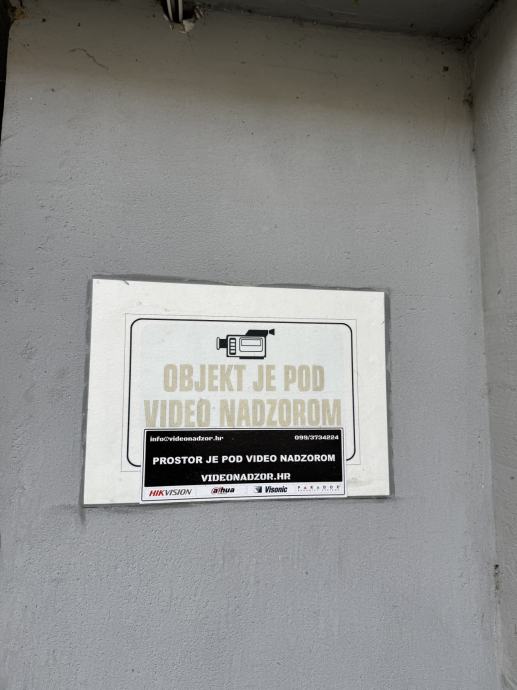 OBJEKT JE POD
VIDEO NADZOROM
info@videonadzor.hr 099/3734224
PROSTOR JE POD VIDEO NADZOROM
VIDEONADZOR.HR
HIKVISION alhua Visonic PARADOX